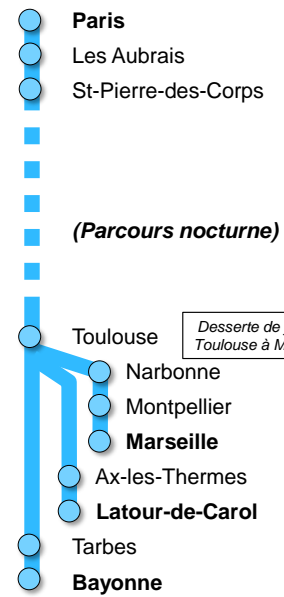 Paris
Les Aubrais
St-Pierre-des-Corps
(Parcours nocturne)
Toulouse
Desserte de
Toulouse à
Narbonne
Montpellier
Marseille
Ax-les-Thermes
Latour-de-Carol
Tarbes
Bayonne